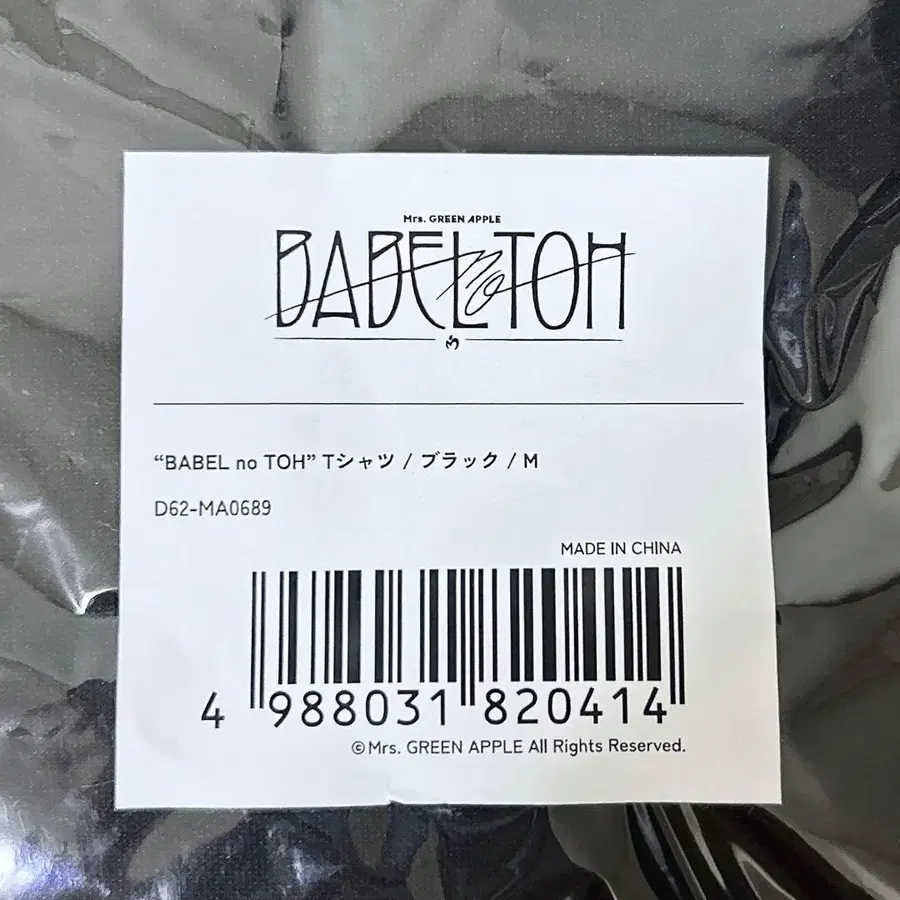 Mrs. GREEN APPLE
BABEL no TOH
“BABEL no TOH” Tシャツ / ブラック / M
D62-MA0689
MADE IN CHINA
4 988031 820414
©Mrs. GREEN APPLE All Rights Reserved.